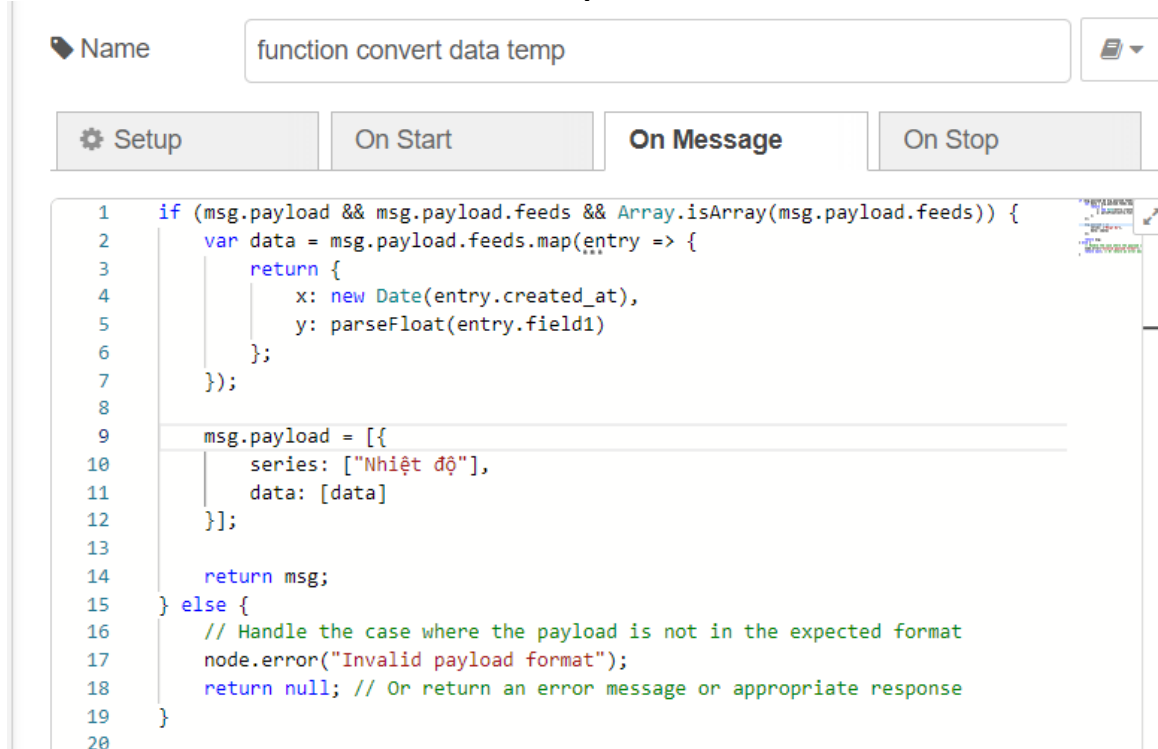 Name
function convert data temp
Setup
On Start
On Message
On Stop
1 if (msg.payload && msg.payload.feeds && Array.isArray(msg.payload.feeds)) {
2 var data = msg.payload.feeds.map(entry => {
3 return {
4 x: new Date(entry.created_at),
5 y: parseFloat(entry.field1)
6 };
7 });
8
9 msg.payload = [{
10 series: ["Nhiệt độ"],
11 data: [data]
12 }];
13
14 return msg;
15 } else {
16 // Handle the case where the payload is not in the expected format
17 node.error("Invalid payload format");
18 return null; // Or return an error message or appropriate response
19 }
20